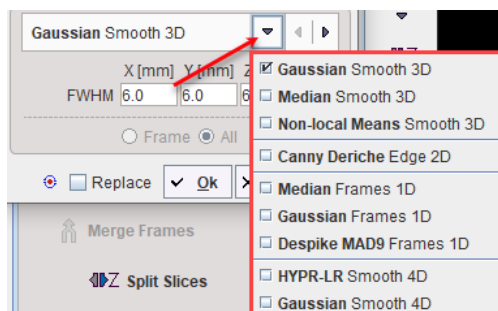 Gaussian Smooth 3D
X [mm] Y [mm] Z
FWHM 6.0 6.0 6
Frame All
Replace Ok
Merge Frames
Split Slices
Gaussian Smooth 3D
Median Smooth 3D
Non-local Means Smooth 3D
Canny Deriche Edge 2D
Median Frames 1D
Gaussian Frames 1D
Despike MAD9 Frames 1D
HYPR-LR Smooth 4D
Gaussian Smooth 4D